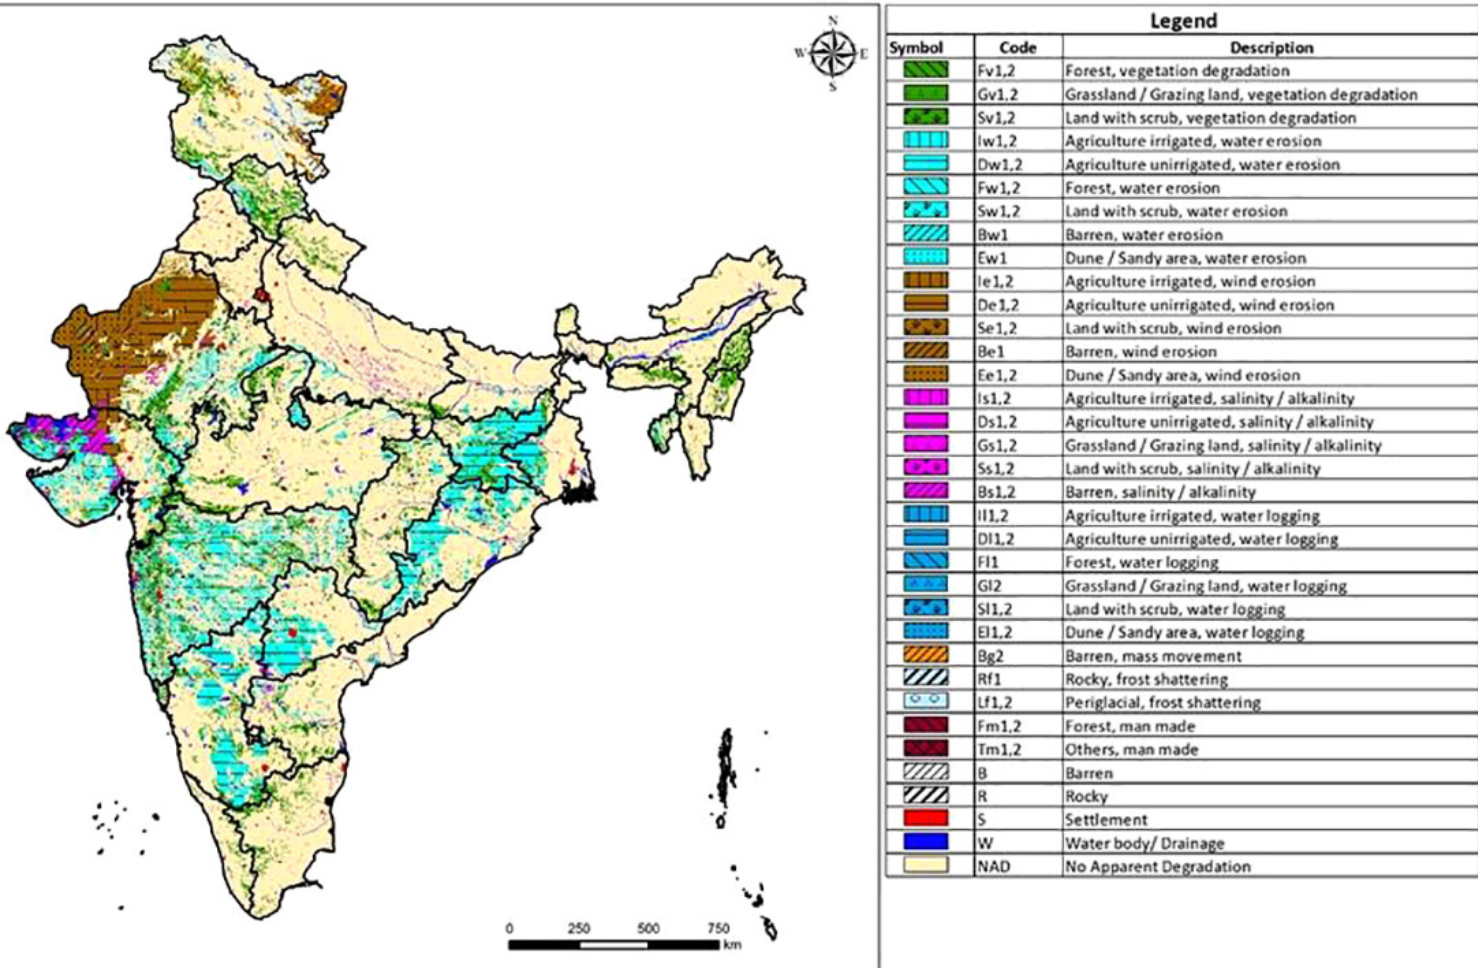 N
W E
S
0 250 500 750
km
Legend
Symbol Code Description
Fv1,2 Forest, vegetation degradation
Gv1,2 Grassland / Grazing land, vegetation degradation
Sv1,2 Land with scrub, vegetation degradation
Iw1,2 Agriculture irrigated, water erosion
Dw1,2 Agriculture unirrigated, water erosion
Fw1,2 Forest, water erosion
Sw1,2 Land with scrub, water erosion
Bw1 Barren, water erosion
Ew1 Dune / Sandy area, water erosion
Ie1,2 Agriculture irrigated, wind erosion
De1,2 Agriculture unirrigated, wind erosion
Se1,2 Land with scrub, wind erosion
Be1 Barren, wind erosion
Ee1,2 Dune / Sandy area, wind erosion
Is1,2 Agriculture irrigated, salinity / alkalinity
Ds1,2 Agriculture unirrigated, salinity / alkalinity
Gs1,2 Grassland / Grazing land, salinity / alkalinity
Ss1,2 Land with scrub, salinity / alkalinity
Bs1,2 Barren, salinity / alkalinity
Il1,2 Agriculture irrigated, water logging
Dl1,2 Agriculture unirrigated, water logging
Fl1 Forest, water logging
Gl2 Grassland / Grazing land, water logging
Sl1,2 Land with scrub, water logging
El1,2 Dune / Sandy area, water logging
Bg2 Barren, mass movement
Rf1 Rocky, frost shattering
Lf1,2 Periglacial, frost shattering
Fm1,2 Forest, man made
Tm1,2 Others, man made
B Barren
R Rocky
S Settlement
W Water body/ Drainage
NAD No Apparent Degradation